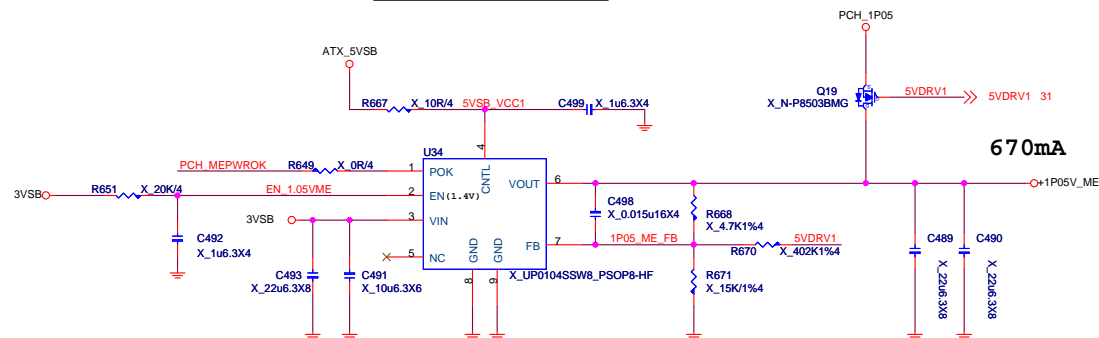 PCH_1P05
ATX_5VSB
R667
X_10R/4
5VSB_VCC1
C499
X_1u6.3X4
Q19
X_N-P8503BMG
5VDRV1
5VDRV1 31
670mA
4
U34
PCH_MEPWROK
R649
X_0R/4
1
POK
CNTL
VOUT
6
+1P05V_ME
3VSB
R651
X_20K/4
EN_1.05VME
2
EN(1.4V)
C498
X_0.015u16X4
R668
X_4.7K1%4
3VSB
3
VIN
C492
X_1u6.3X4
FB
7
1P05_ME_FB
R670
X_402K1%4
5VDRV1
C489
X_22u6.3X8
C490
X_22u6.3X8
5
NC
GND
GND
8
9
X_UP0104SSW8_PSOP8-HF
C493
X_22u6.3X8
C491
X_10u6.3X6
R671
X_15K/1%4